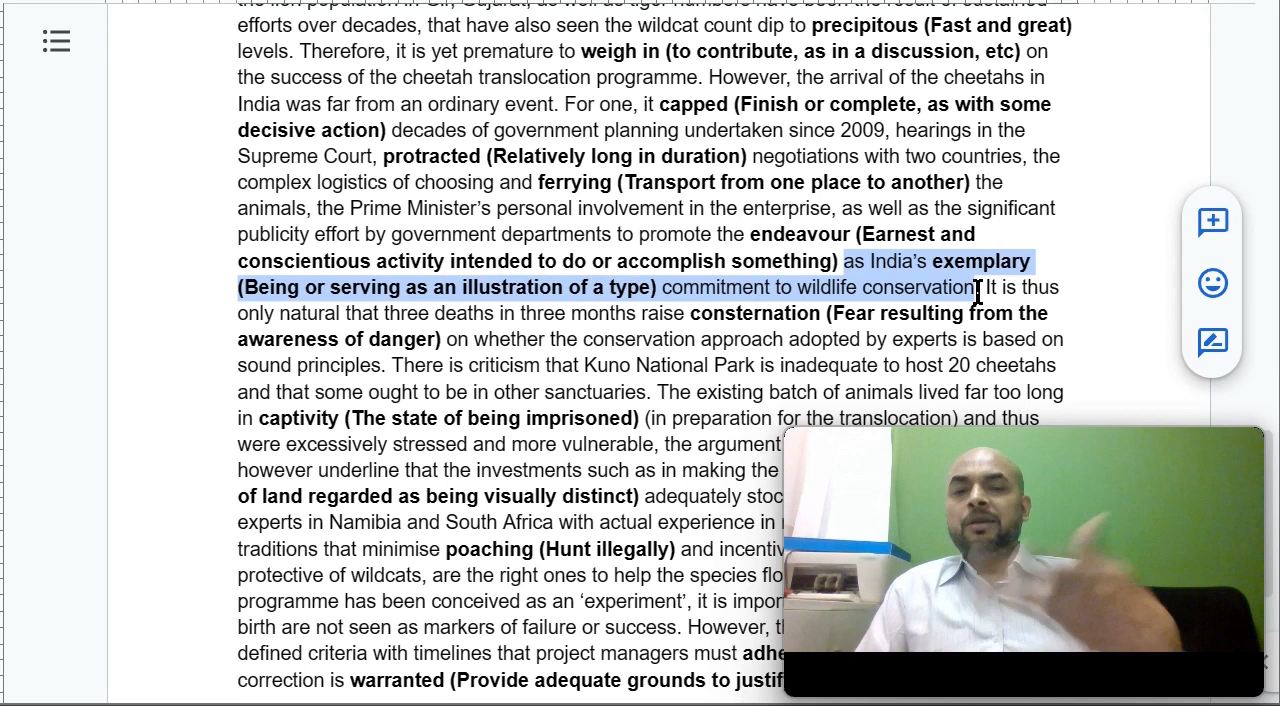 efforts over decades, that have also seen the wildcat count dip to precipitous (Fast and great)
levels. Therefore, it is yet premature to weigh in (to contribute, as in a discussion, etc) on
the success of the cheetah translocation programme. However, the arrival of the cheetahs in
India was far from an ordinary event. For one, it capped (Finish or complete, as with some
decisive action) decades of government planning undertaken since 2009, hearings in the
Supreme Court, protracted (Relatively long in duration) negotiations with two countries, the
complex logistics of choosing and ferrying (Transport from one place to another) the
animals, the Prime Minister's personal involvement in the enterprise, as well as the significant
publicity effort by government departments to promote the endeavour (Earnest and
conscientious activity intended to do or accomplish something) as India's exemplary
(Being or serving as an illustration of a type) commitment to wildlife conservation. It is thus
only natural that three deaths in three months raise consternation (Fear resulting from the
awareness of danger) on whether the conservation approach adopted by experts is based on
sound principles. There is criticism that Kuno National Park is inadequate to host 20 cheetahs
and that some ought to be in other sanctuaries. The existing batch of animals lived far too long
in captivity (The state of being imprisoned) (in preparation for the translocation) and thus
were excessively stressed and more vulnerable, the argument
however underline that the investments such as in making the
of land regarded as being visually distinct) adequately
experts in Namibia and South Africa with actual experience in
traditions that minimise poaching (Hunt illegally) and
protective of wildcats, are the right ones to help the species
programme has been conceived as an 'experiment', it is
birth are not seen as markers of failure or success. However,
defined criteria with timelines that project managers must
correction is warranted (Provide adequate grounds to